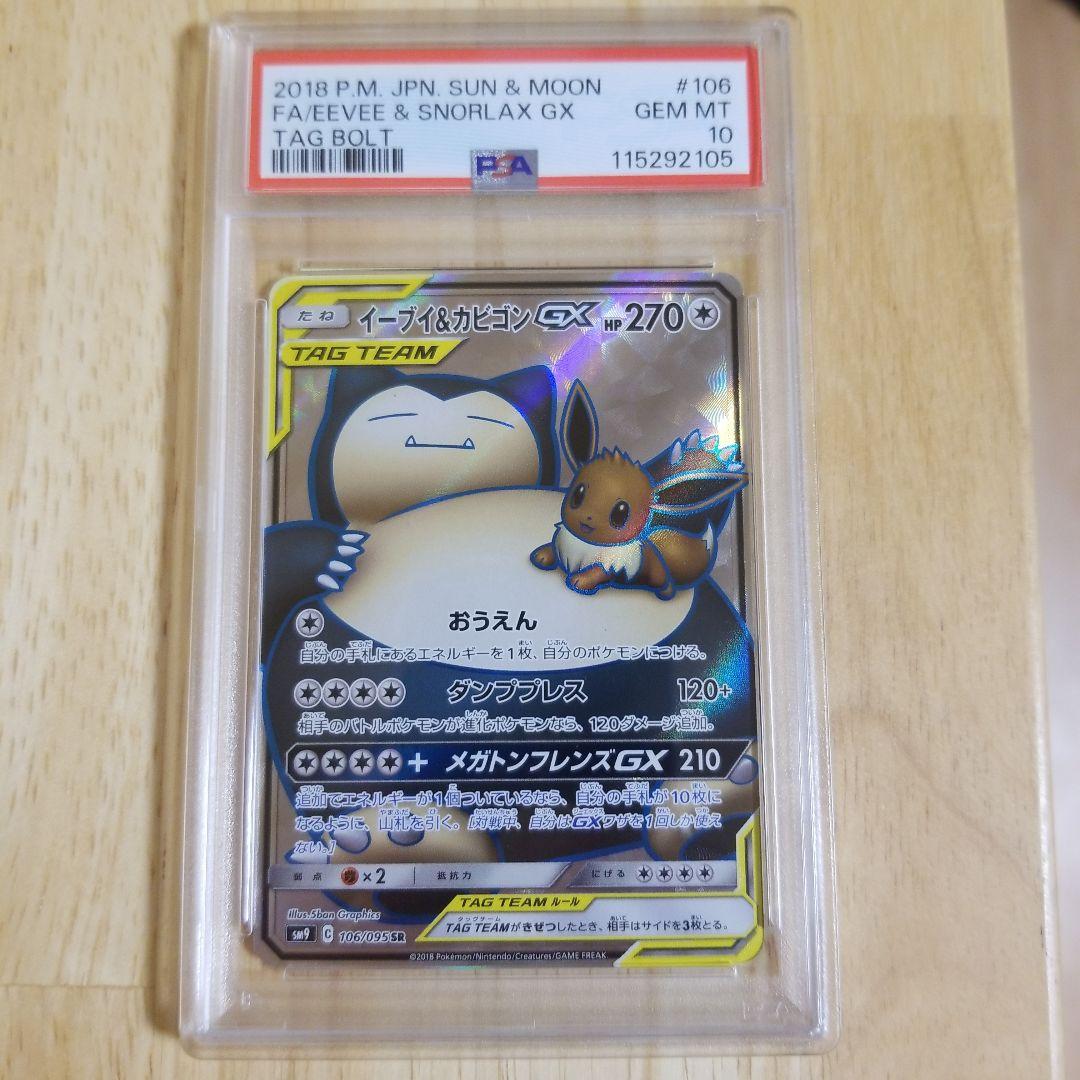 2018 P.M. JPN. SUN & MOON #106
FA/EEVEE & SNORLAX GX GEM MT
TAG BOLT 10
PSA 115292105
たね イーブイ&カビゴンGX HP270
TAG TEAM
おうえん
自分の手札にあるエネルギーを1枚、自分のポケモンにつける。
ダンププレス 120+
相手のバトルポケモンが進化ポケモンなら、120ダメージ追加。
+ メガトンフレンズGX 210
追加でエネルギーが1個ついているなら、自分の手札が10枚に
なるように、山札を引く。[対戦中、自分はGXワザを1回しか使え
ない。]
弱点 ×2 抵抗力 にげる
Illus.5ban Graphics
TAG TEAM ルール
TAG TEAMがきぜつしたとき、相手はサイドを3枚とる。
SM9 C 106/095 SR
©2018 Pokémon/Nintendo/Creatures/GAME FREAK